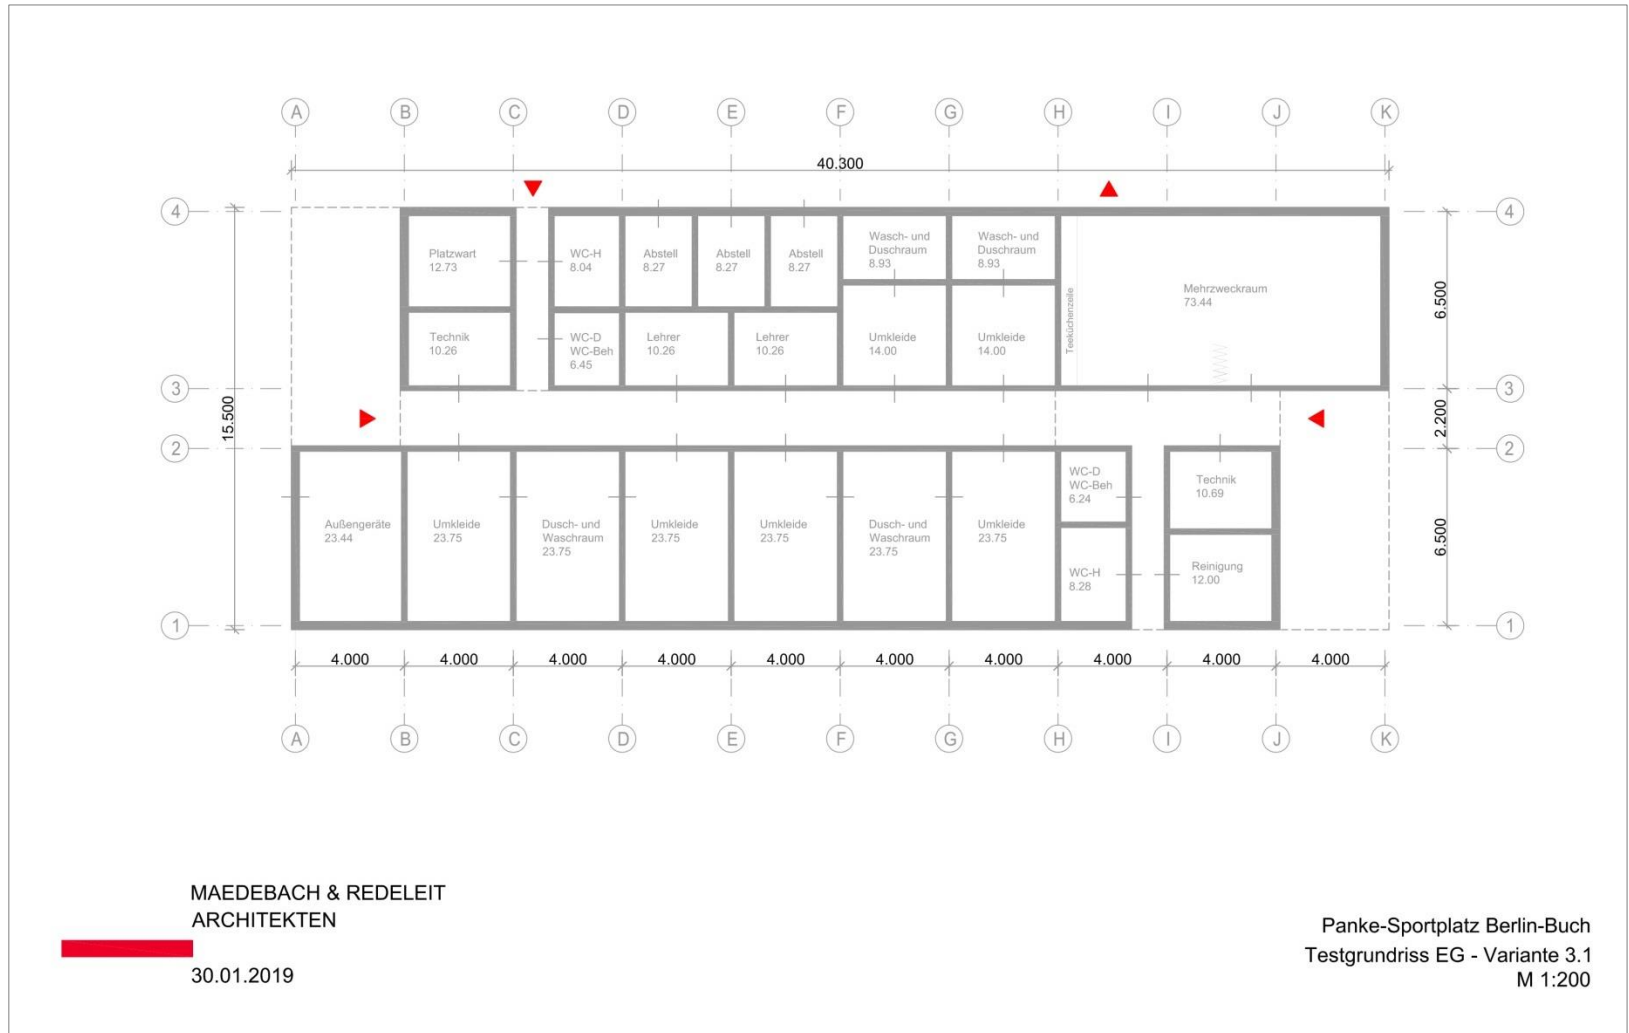 A B C D E F G H I J K
40.300
4 4
Platzwart
12.73
WC-H
8.04
Abstell
8.27
Abstell
8.27
Abstell
8.27
Wasch- und
Duschraum
8.93
Wasch- und
Duschraum
8.93
Teeküchenzeile
Mehrzweckraum
73.44
6.500
Technik
10.26
WC-D
WC-Beh
6.45
Lehrer
10.26
Lehrer
10.26
Umkleide
14.00
Umkleide
14.00
3 3
15.500
2.200
2 2
Außengeräte
23.44
Umkleide
23.75
Dusch- und
Waschraum
23.75
Umkleide
23.75
Umkleide
23.75
Dusch- und
Waschraum
23.75
Umkleide
23.75
WC-D
WC-Beh
6.24
WC-H
8.28
Technik
10.69
Reinigung
12.00
6.500
1 1
4.000 4.000 4.000 4.000 4.000 4.000 4.000 4.000 4.000 4.000
A B C D E F G H I J K
MAEDEBACH & REDELEIT
ARCHITEKTEN
30.01.2019
Panke-Sportplatz Berlin-Buch
Testgrundriss EG - Variante 3.1
M 1:200